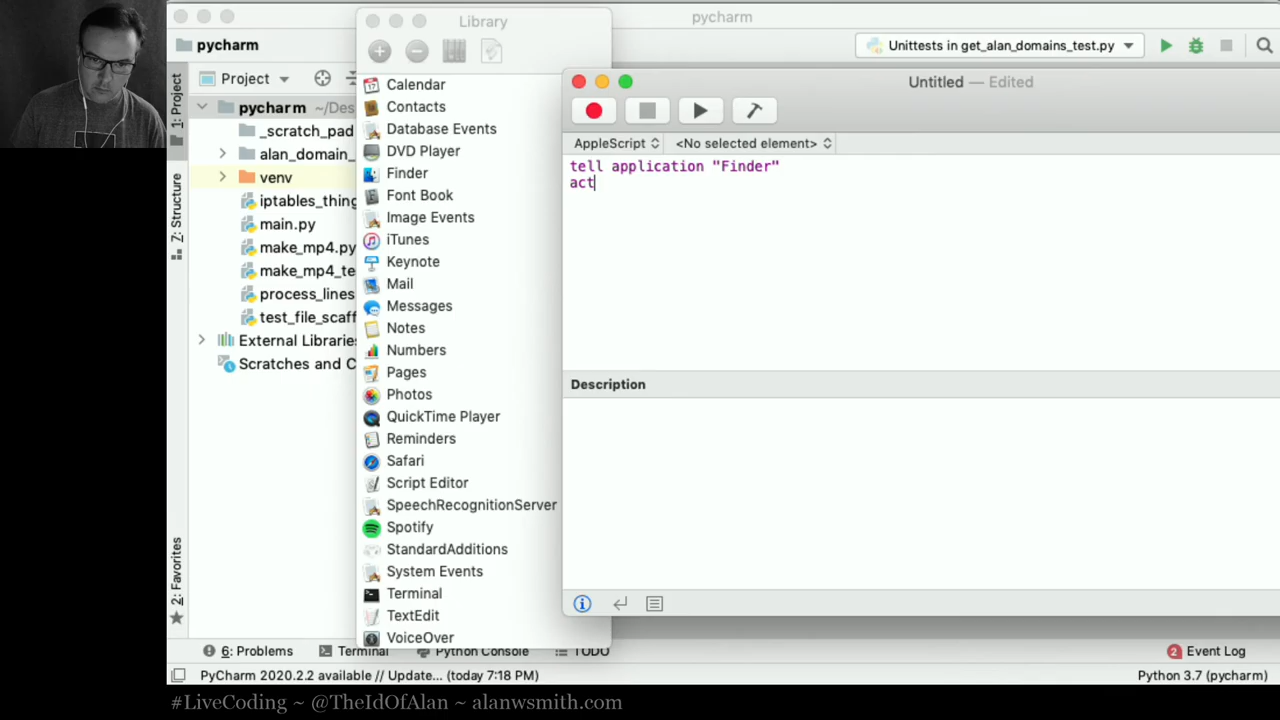 pycharm
Library
pycharm
Unittests in get_alan_domains_test.py
Project
1: Project
Z: Structure
2: Favorites
pycharm ~/Des
_scratch_pad
alan_domain_
venv
iptables_thing
main.py
make_mp4.py
make_mp4_te
process_lines
test_file_scaff
External Libraries
Scratches and C
Calendar
Contacts
Database Events
DVD Player
Finder
Font Book
Image Events
iTunes
Keynote
Mail
Messages
Notes
Numbers
Pages
Photos
QuickTime Player
Reminders
Safari
Script Editor
SpeechRecognitionServer
Spotify
StandardAdditions
System Events
Terminal
TextEdit
VoiceOver
Untitled — Edited
AppleScript
<No selected element>
tell application "Finder"
act
Description
6: Problems
Terminal
Python Console
TODO
2 Event Log
PyCharm 2020.2.2 available // Update... (today 7:18 PM)
Python 3.7 (pycharm)
#LiveCoding ~ @TheIdOfAlan ~ alanwsmith.com